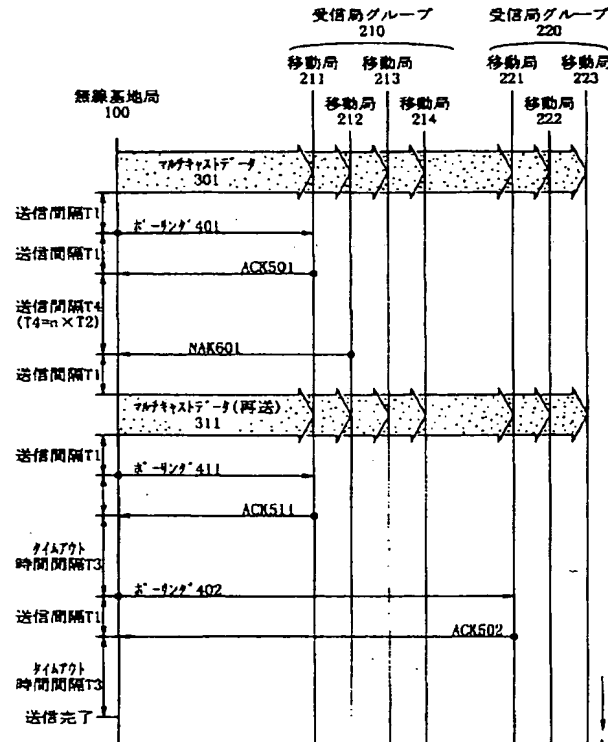 受信局グループ
210
受信局グループ
220
移動局
211
移動局
213
移動局
221
移動局
223
無線基地局
100
移動局
212
移動局
214
移動局
222
マルチキャストデータ
301
送信間隔T1
ポーリング401
送信間隔T1
ACK501
送信間隔T4
(T4=n×T2)
NAK601
送信間隔T1
マルチキャストデータ(再送)
311
送信間隔T1
ポーリング411
ACK511
タイムアウト
時間間隔T3
ポーリング402
送信間隔T1
ACK502
タイムアウト
時間間隔T3
送信完了